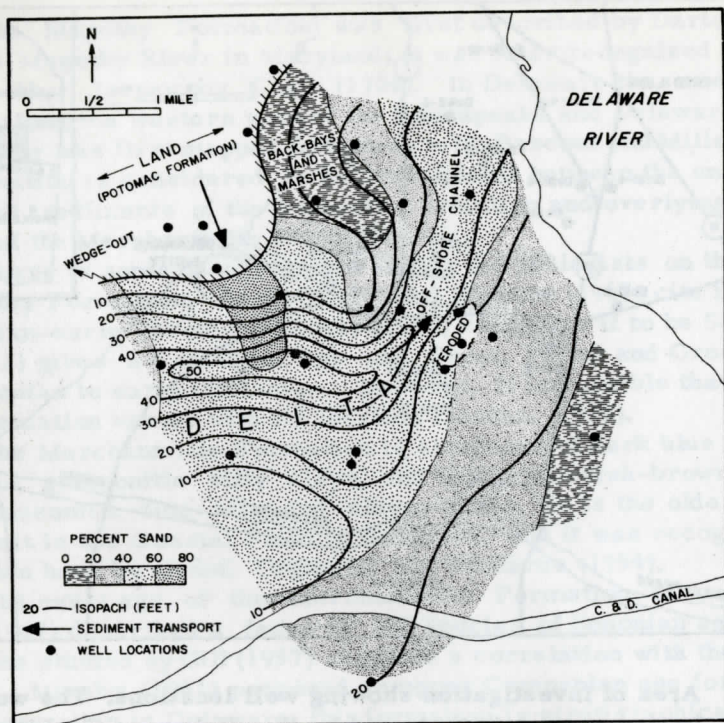 N
0 1/2 1 MILE
DELAWARE
RIVER
LAND
(POTOMAC FORMATION)
BACK-BAYS
AND
MARSHES
OFF-SHORE CHANNEL
WEDGE-OUT
ERODED
10
20
30
40
50
40
30
20
10
DELTA
PERCENT SAND
0 20 40 60 80
20 ISOPACH (FEET)
SEDIMENT TRANSPORT
WELL LOCATIONS
10
C. & D. CANAL
20